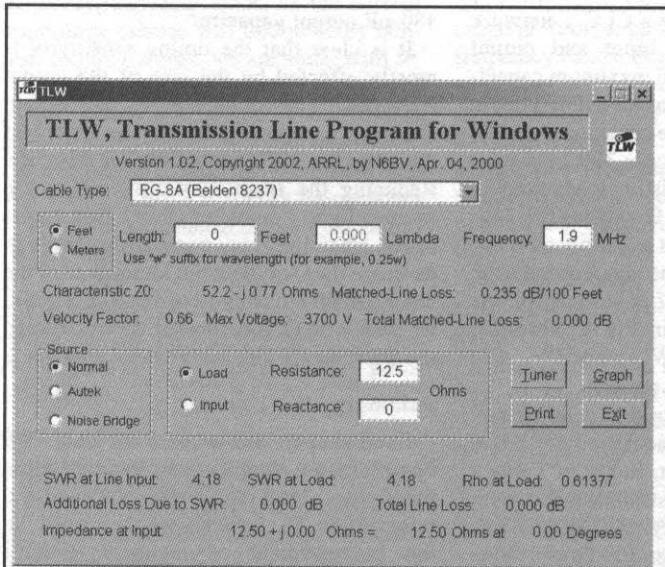 TLW
TLW, Transmission Line Program for Windows
TLW
Version 1.02, Copyright 2002, ARRL, by N6BV, Apr. 04, 2000
Cable Type: RG-8A (Belden 8237)
Feet
Meters
Length: 0 Feet 0.000 Lambda Frequency: 1.9 MHz
Use "w" suffix for wavelength (for example, 0.25w)
Characteristic Z0: 52.2 - j 0.77 Ohms Matched-Line Loss: 0.235 dB/100 Feet
Velocity Factor: 0.66 Max Voltage: 3700 V Total Matched-Line Loss: 0.000 dB
Source
Normal
Autek
Noise Bridge
Load
Input
Resistance: 12.5
Reactance: 0
Ohms
Tuner Graph
Print Exit
SWR at Line Input: 4.18 SWR at Load: 4.18 Rho at Load: 0.61377
Additional Loss Due to SWR: 0.000 dB Total Line Loss: 0.000 dB
Impedance at Input: 12.50 + j 0.00 Ohms = 12.50 Ohms at 0.00 Degrees